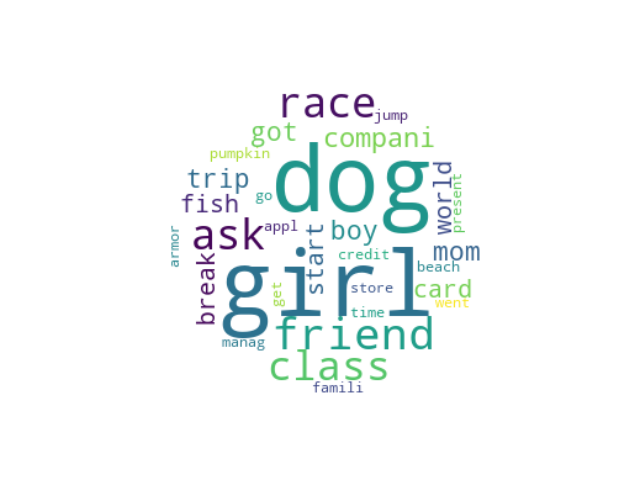 race
jump
got
compani
pumpkin
dog
trip
world
present
fish
go
ask
appl
boy
armor
start
mom
credit
break
girl
beach
get
store
card
went
time
friend
manag
class
famili